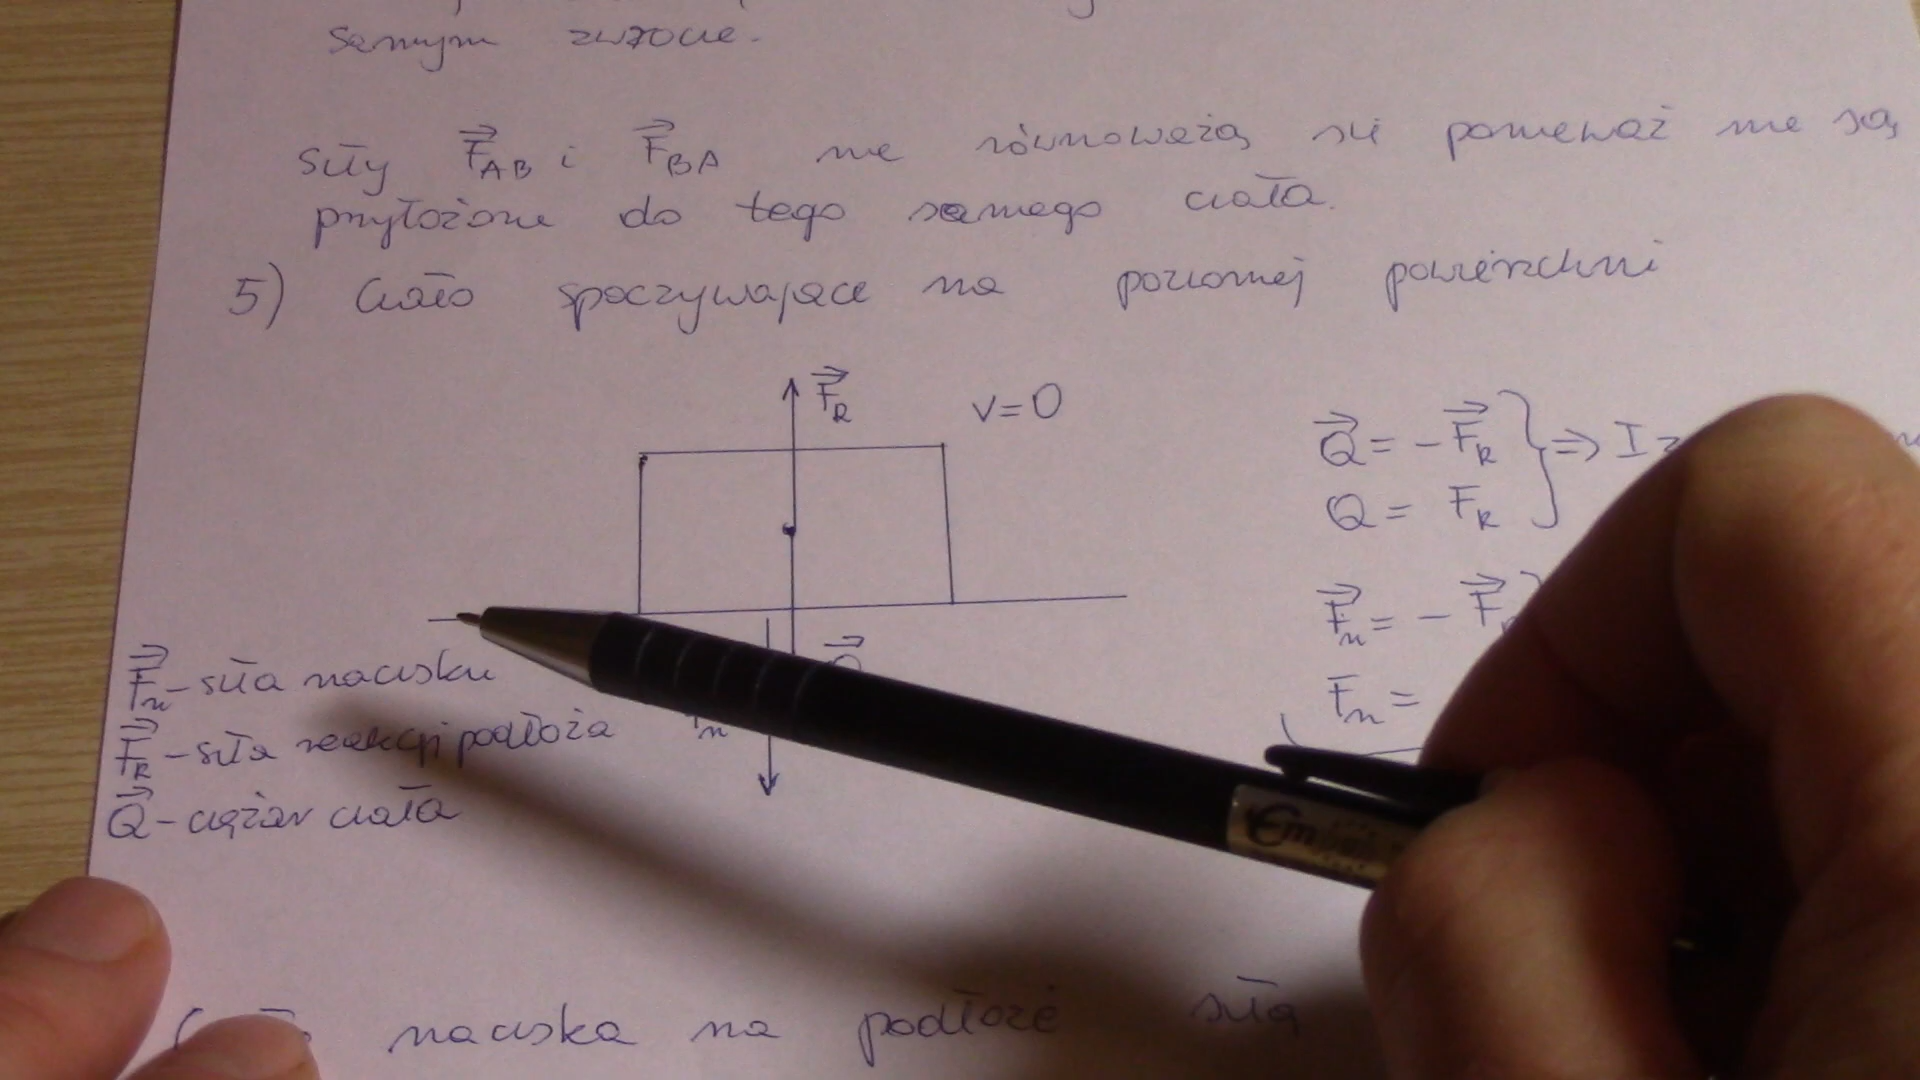 samym zwrocie.
siły F⃗AB i F⃗BA nie równoważą się ponieważ nie są
przyłożone do tego samego ciała.
5) Ciało spoczywające na poziomej powierzchni
F⃗R
v=0
Q⃗ = -F⃗R } ⇒ I
Q = FR
F⃗n = - F⃗
Fn =
Q⃗
n
F⃗n - siła nacisku
F⃗R - siła reakcji podłoża
Q⃗ - ciężar ciała
naciska na podłoże siłą